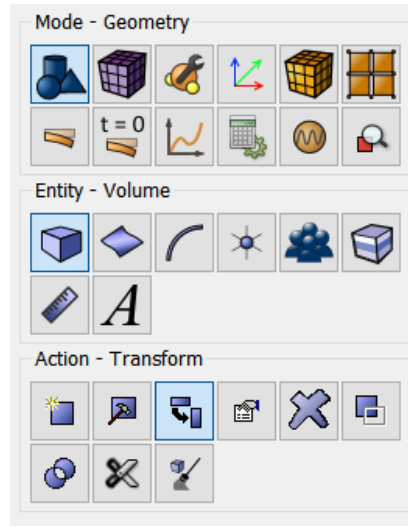 Mode - Geometry
t = 0
Entity - Volume
A
Action - Transform